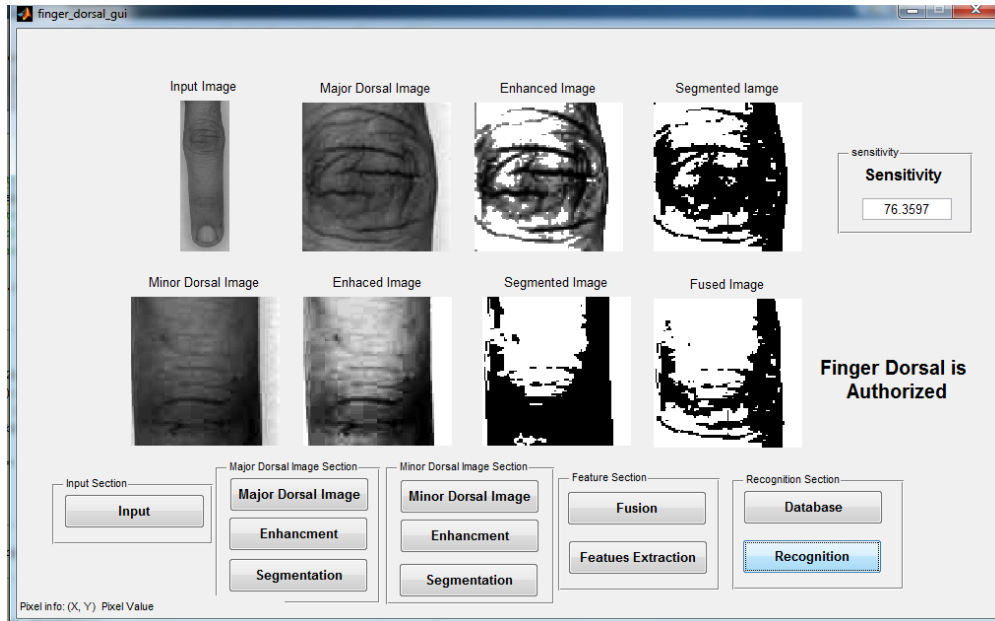 finger_dorsal_gui
Input Image
Major Dorsal Image
Enhanced Image
Segmented Iamge
sensitivity
Sensitivity
76.3597
Minor Dorsal Image
Enhaced Image
Segmented Image
Fused Image
Finger Dorsal is
Authorized
Input Section
Input
Major Dorsal Image Section
Major Dorsal Image
Enhancment
Segmentation
Minor Dorsal Image Section
Minor Dorsal Image
Enhancment
Segmentation
Feature Section
Fusion
Featues Extraction
Recognition Section
Database
Recognition
Pixel info: (X, Y) Pixel Value